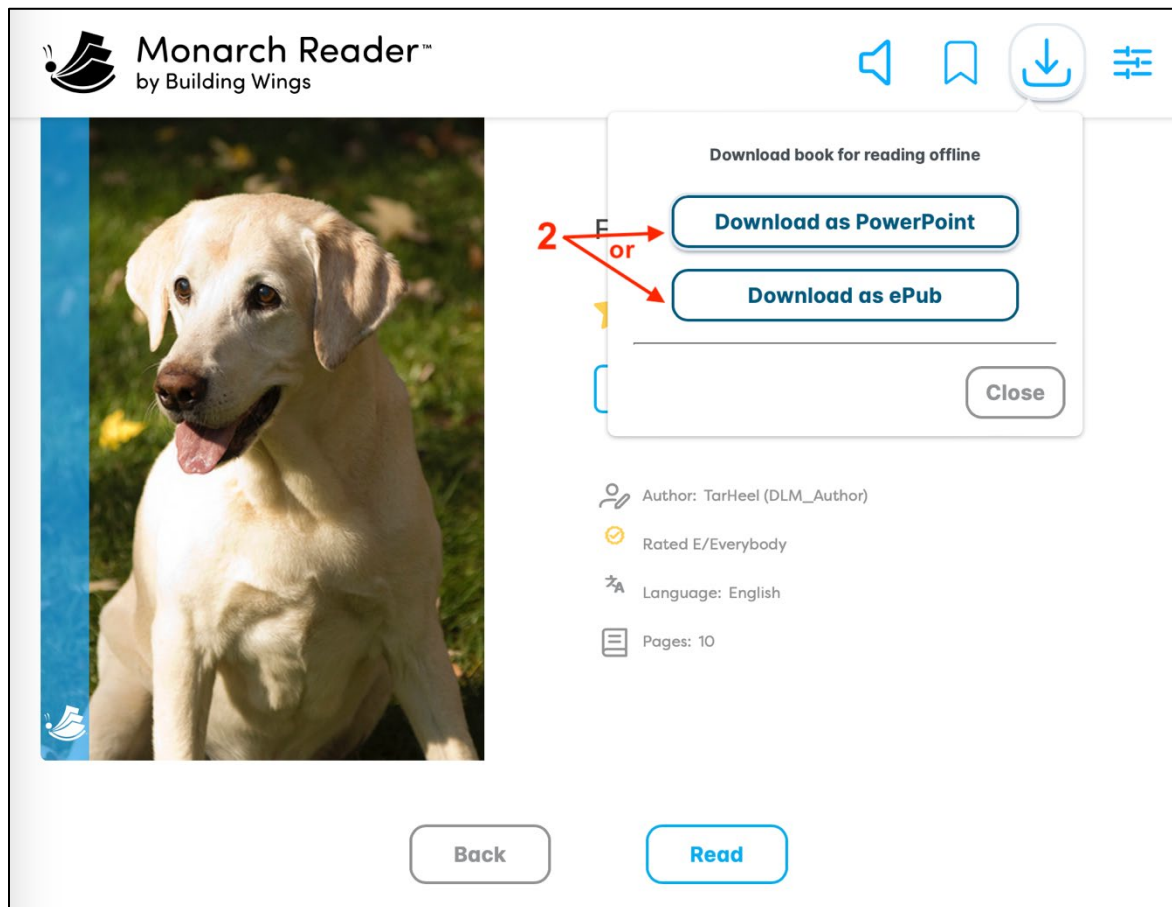 Monarch Reader™
by Building Wings
Download book for reading offline
Download as PowerPoint
2
F
or
Download as ePub
Close
Author: TarHeel (DLM_Author)
Rated E/Everybody
Language: English
Pages: 10
Back
Read